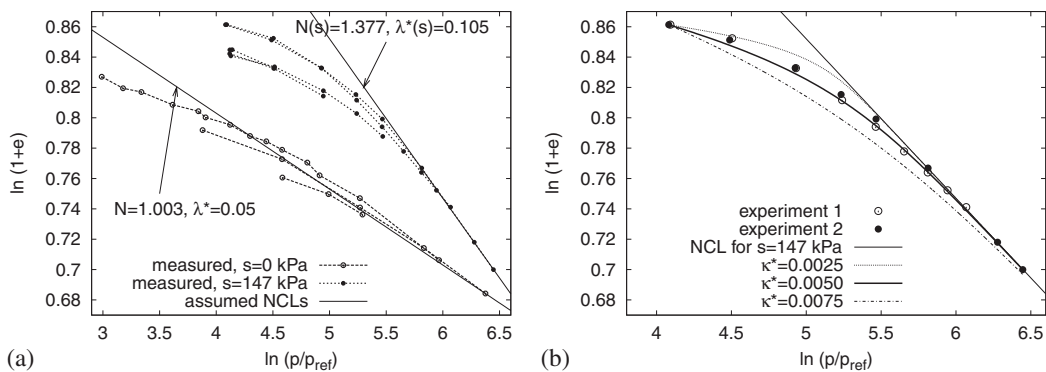 0.86
0.84
0.82
0.8
0.78
0.76
0.74
0.72
0.7
0.68
ln (1+e)
N(s)=1.377, λ*(s)=0.105
N=1.003, λ*=0.05
measured, s=0 kPa
measured, s=147 kPa
assumed NCLs
3 3.5 4 4.5 5 5.5 6 6.5
ln (p/pref)
(a)
0.86
0.84
0.82
0.8
0.78
0.76
0.74
0.72
0.7
0.68
ln (1+e)
experiment 1
experiment 2
NCL for s=147 kPa
κ*=0.0025
κ*=0.0050
κ*=0.0075
4 4.5 5 5.5 6 6.5
ln (p/pref)
(b)